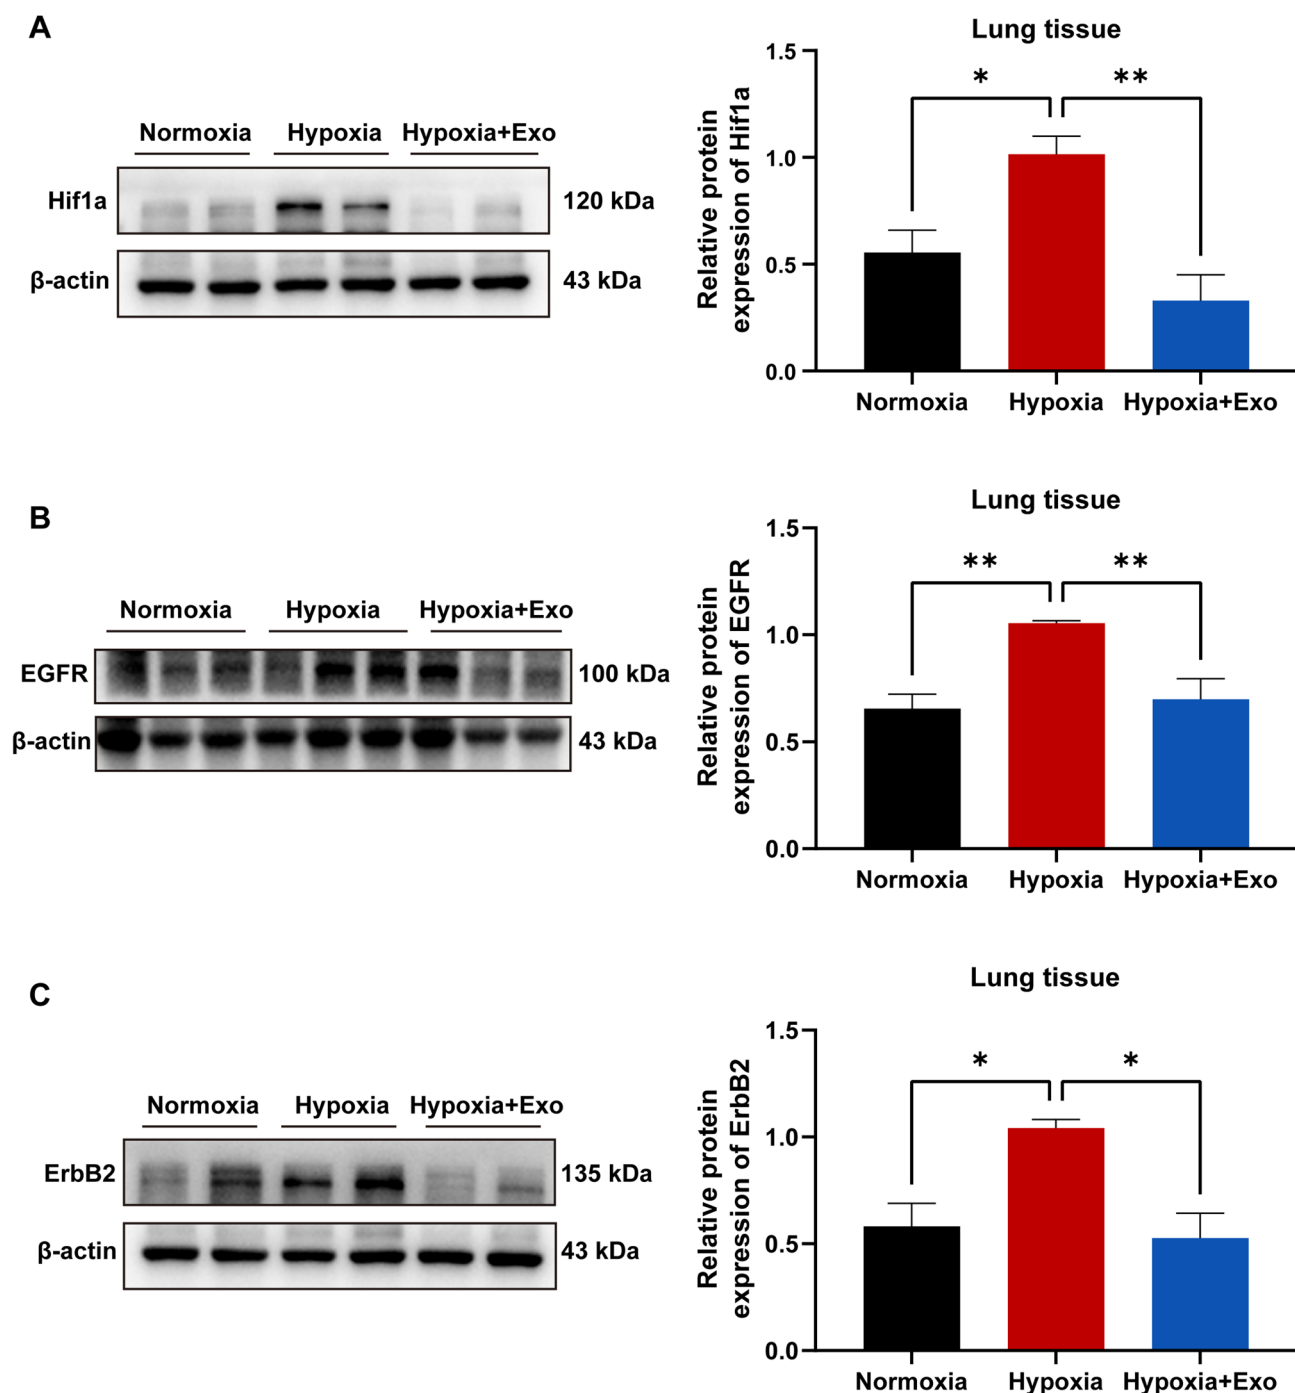 A
Normoxia Hypoxia Hypoxia+Exo
Hif1a 120 kDa
β-actin 43 kDa
Lung tissue
Relative protein
expression of Hif1a
1.5
1.0
0.5
0.0
* **
Normoxia Hypoxia Hypoxia+Exo
B
Normoxia Hypoxia Hypoxia+Exo
EGFR 100 kDa
β-actin 43 kDa
Lung tissue
Relative protein
expression of EGFR
1.5
1.0
0.5
0.0
** **
Normoxia Hypoxia Hypoxia+Exo
C
Normoxia Hypoxia Hypoxia+Exo
ErbB2 135 kDa
β-actin 43 kDa
Lung tissue
Relative protein
expression of ErbB2
1.5
1.0
0.5
0.0
* *
Normoxia Hypoxia Hypoxia+Exo